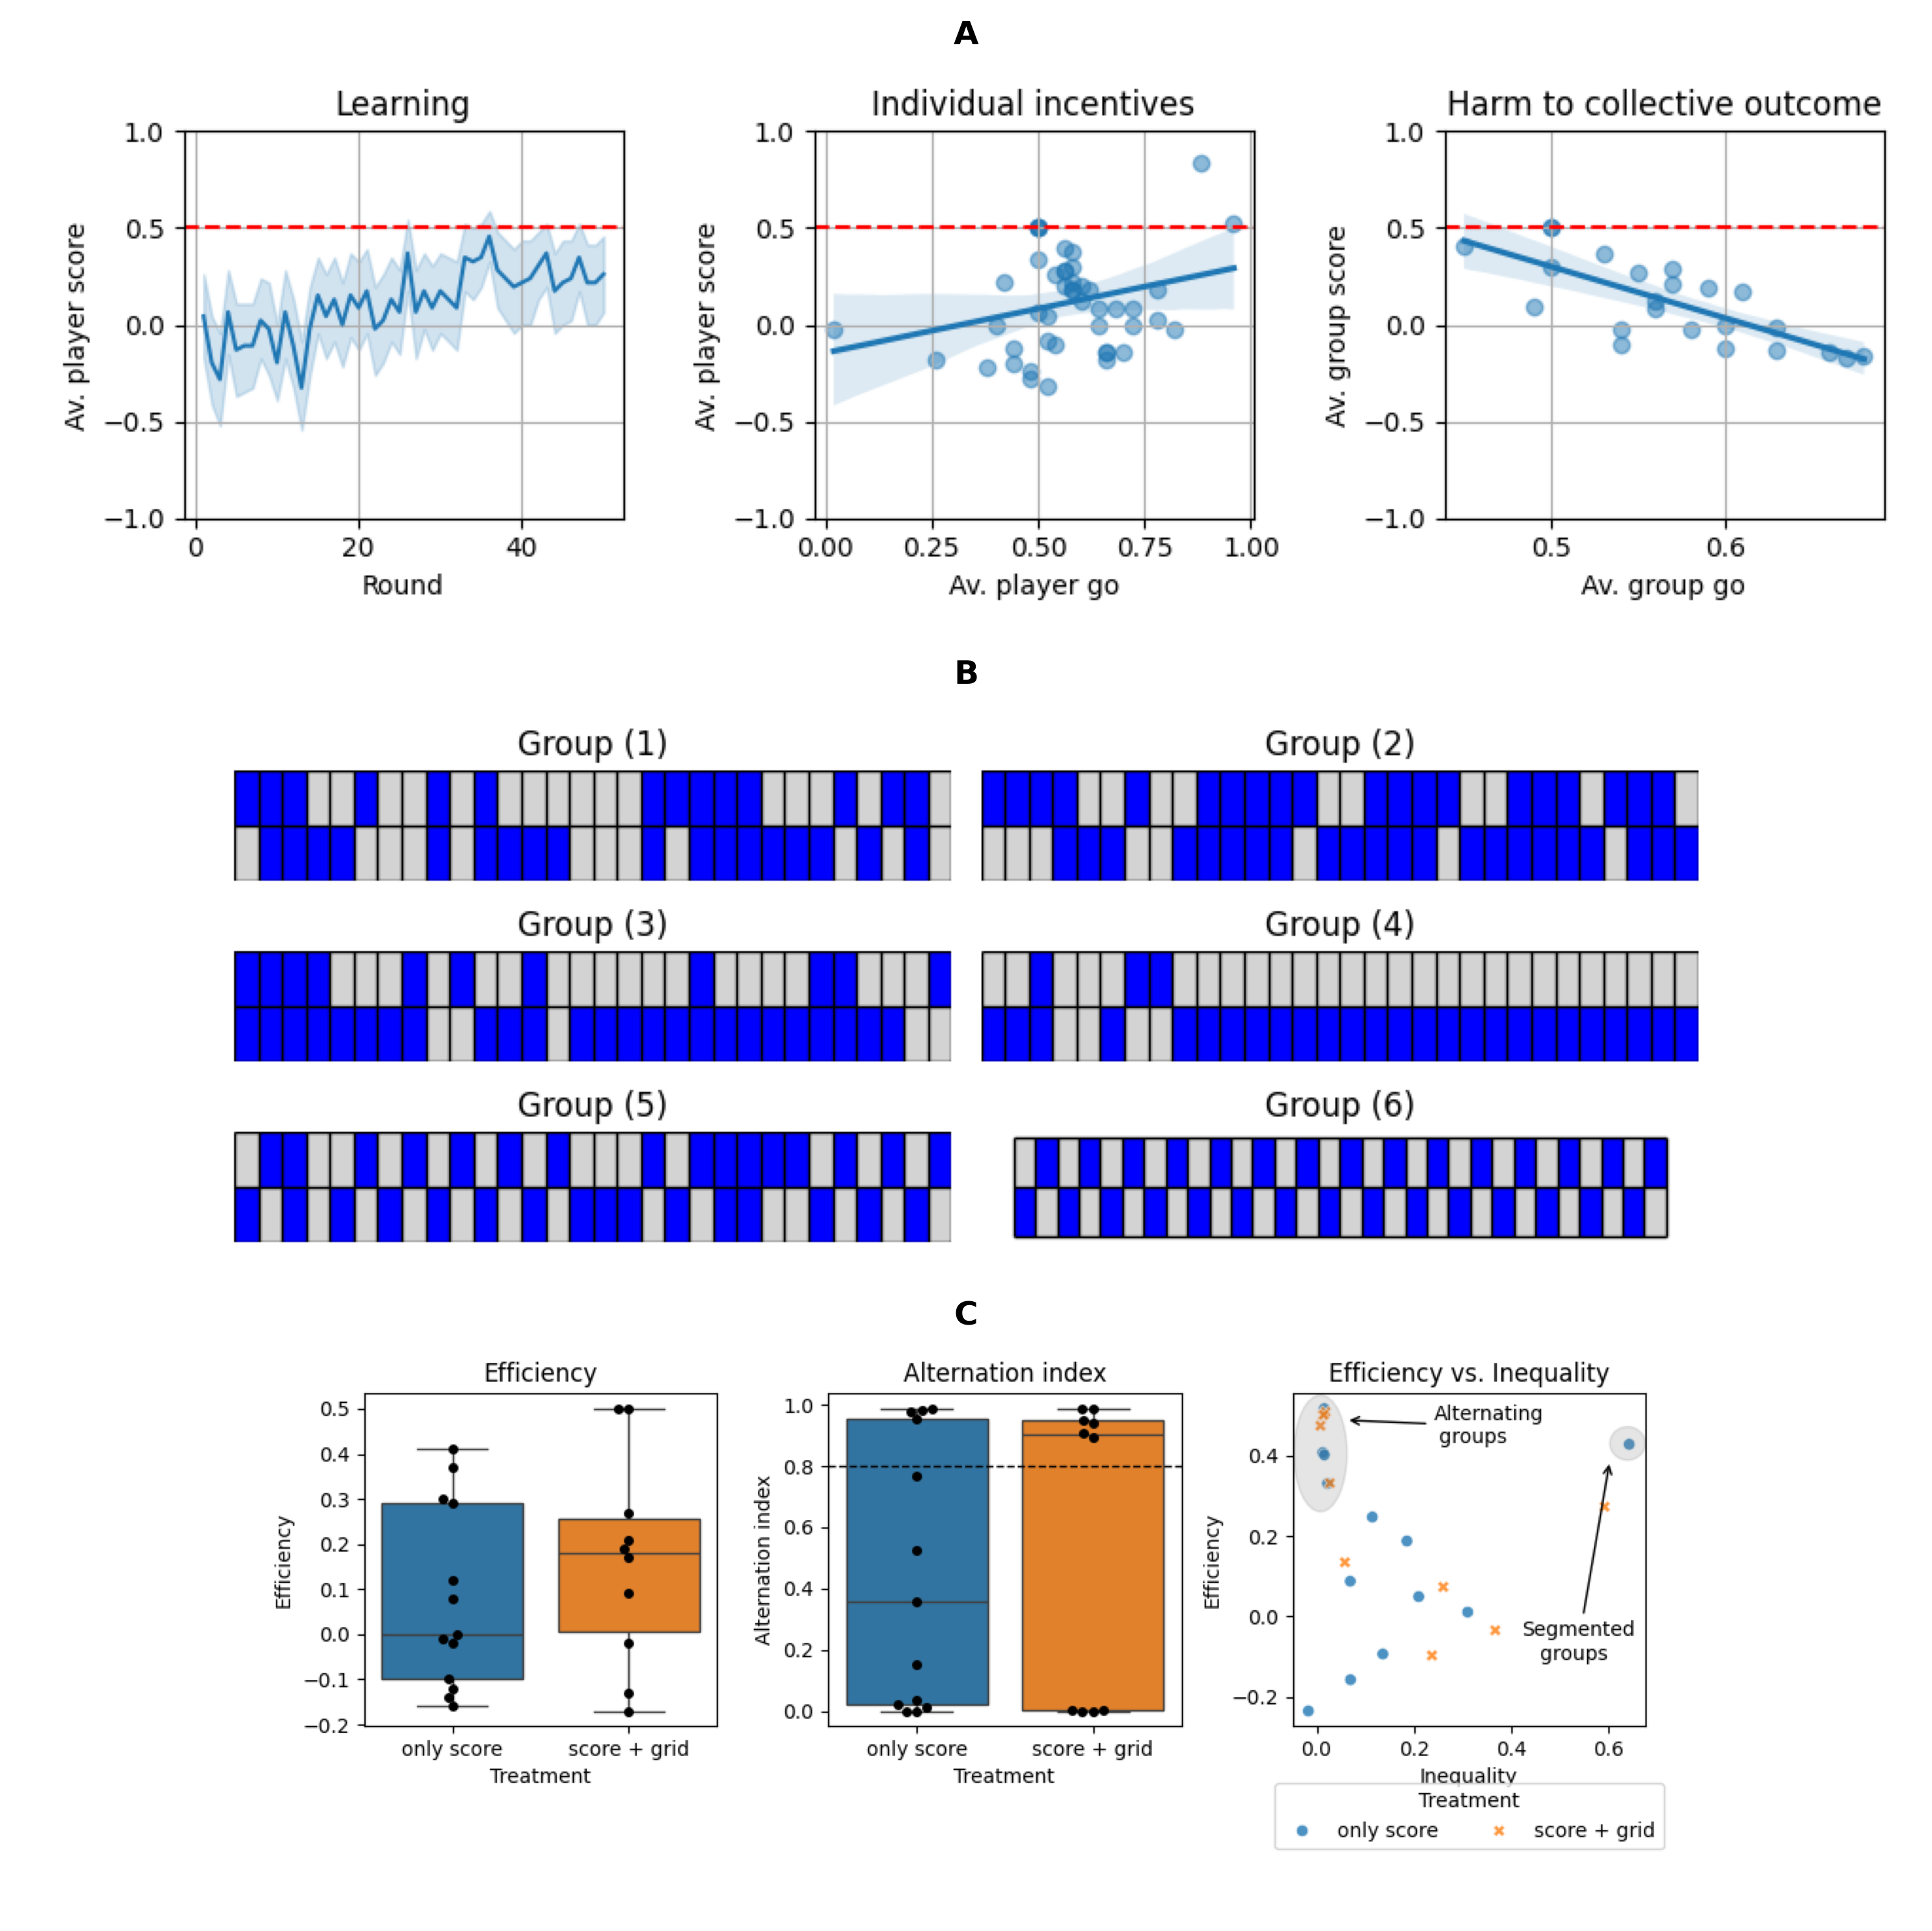 A
Learning
Individual incentives
Harm to collective outcome
1.0
0.5
0.0
−0.5
−1.0
Av. player score
0
20
40
Round
1.0
0.5
0.0
−0.5
−1.0
Av. player score
0.00
0.25
0.50
0.75
1.00
Av. player go
1.0
0.5
0.0
−0.5
−1.0
Av. group score
0.5
0.6
Av. group go
B
Group (1)
Group (2)
Group (3)
Group (4)
Group (5)
Group (6)
C
Efficiency
Alternation index
Efficiency vs. Inequality
0.5
0.4
0.3
0.2
0.1
0.0
−0.1
−0.2
Efficiency
only score
score + grid
Treatment
1.0
0.8
0.6
0.4
0.2
0.0
Alternation index
only score
score + grid
Treatment
0.4
0.2
0.0
−0.2
Efficiency
Alternating
groups
Segmented
groups
0.0
0.2
0.4
0.6
Inequality
Treatment
only score
score + grid